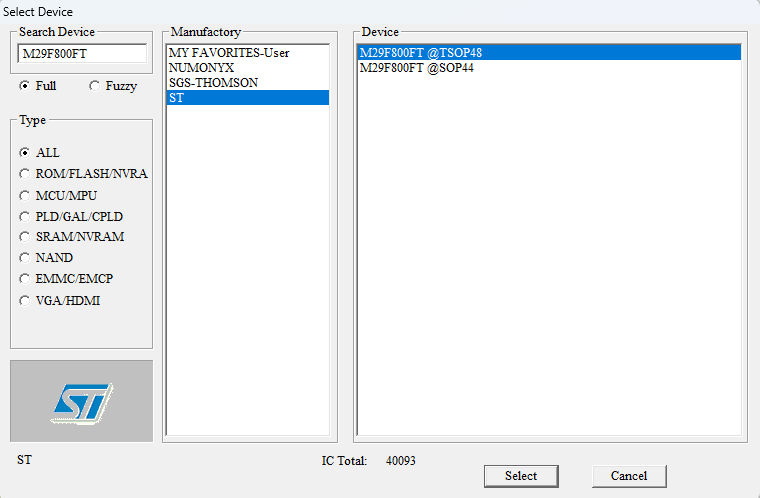 Select Device
Search Device
M29F800FT
Full
Fuzzy
Type
ALL
ROM/FLASH/NVRA
MCU/MPU
PLD/GAL/CPLD
SRAM/NVRAM
NAND
EMMC/EMCP
VGA/HDMI
ST
ST
Manufactory
MY FAVORITES-User
NUMONYX
SGS-THOMSON
ST
Device
M29F800FT @TSOP48
M29F800FT @SOP44
IC Total: 40093
Select
Cancel